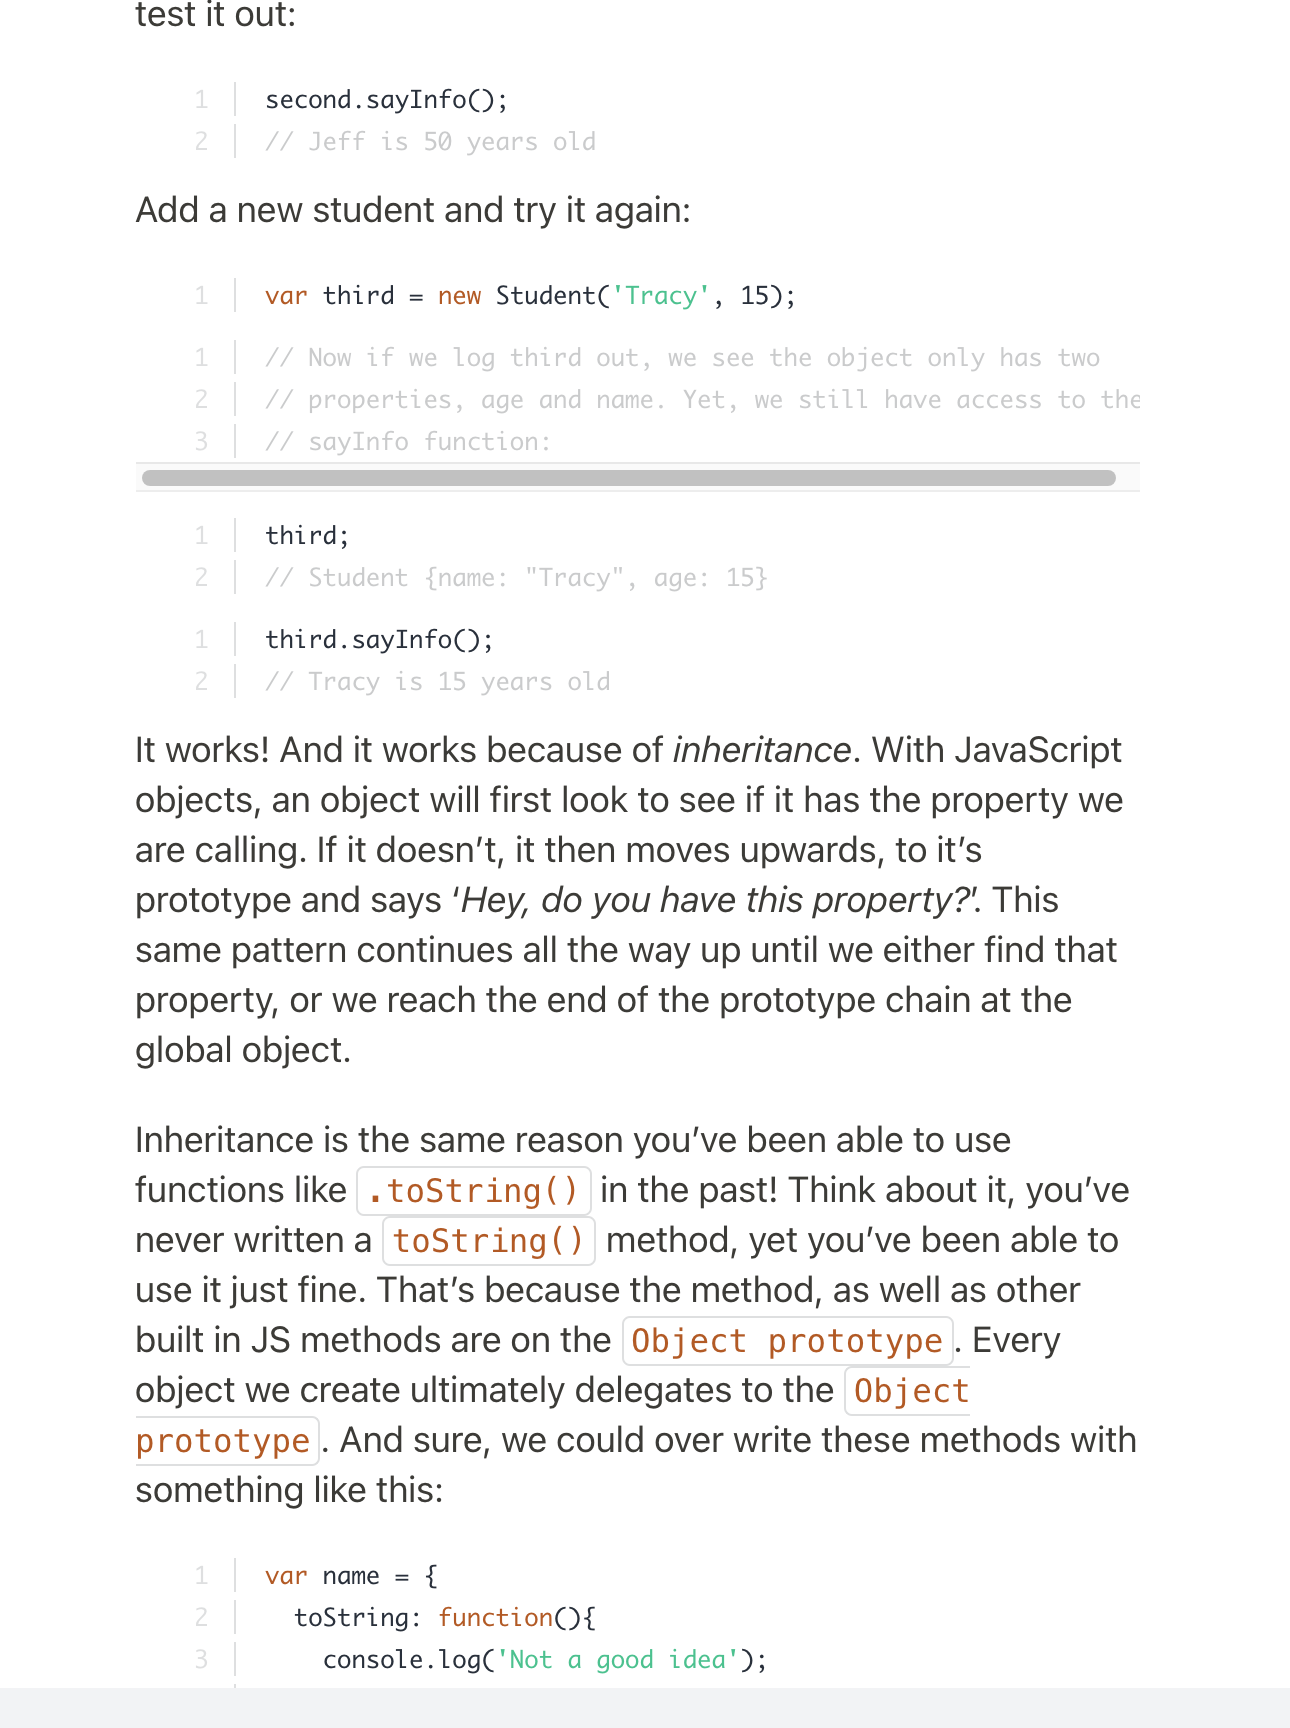 test it out:
1 second.sayInfo();
2 // Jeff is 50 years old
Add a new student and try it again:
1 var third = new Student('Tracy', 15);
1 // Now if we log third out, we see the object only has two
2 // properties, age and name. Yet, we still have access to the
3 // sayInfo function:
1 third;
2 // Student {name: "Tracy", age: 15}
1 third.sayInfo();
2 // Tracy is 15 years old
It works! And it works because of inheritance. With JavaScript
objects, an object will first look to see if it has the property we
are calling. If it doesn’t, it then moves upwards, to it’s
prototype and says ‘Hey, do you have this property?’. This
same pattern continues all the way up until we either find that
property, or we reach the end of the prototype chain at the
global object.
Inheritance is the same reason you’ve been able to use
functions like .toString() in the past! Think about it, you’ve
never written a toString() method, yet you’ve been able to
use it just fine. That’s because the method, as well as other
built in JS methods are on the Object prototype. Every
object we create ultimately delegates to the Object
prototype. And sure, we could over write these methods with
something like this:
1 var name = {
2 toString: function(){
3 console.log('Not a good idea');